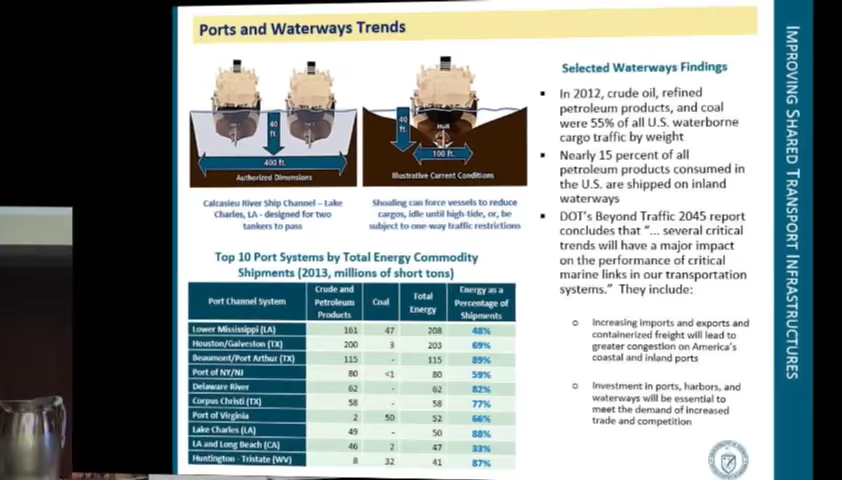 Ports and Waterways Trends
40 ft.
400 ft.
Authorized Dimensions
40 ft.
100 ft.
Illustrative Current Conditions
Calcasieu River Ship Channel – Lake
Charles, LA - designed for two
tankers to pass
Shoaling can force vessels to reduce
cargos, idle until high-tide, or, be
subject to one-way traffic restrictions
Top 10 Port Systems by Total Energy Commodity
Shipments (2013, millions of short tons)
Port Channel System Crude and Petroleum Products Coal Total Energy Energy as a Percentage of Shipments
Lower Mississippi (LA) 161 47 208 48%
Houston/Galveston (TX) 200 3 203 69%
Beaumont/Port Arthur (TX) 115 - 115 89%
Port of NY/NJ 80 <1 80 59%
Delaware River 62 - 62 82%
Corpus Christi (TX) 58 - 58 77%
Port of Virginia 2 50 52 66%
Lake Charles (LA) 49 - 50 88%
LA and Long Beach (CA) 46 2 47 33%
Huntington - Tristate (WV) 8 32 41 87%
Selected Waterways Findings
▪ In 2012, crude oil, refined
petroleum products, and coal
were 55% of all U.S. waterborne
cargo traffic by weight
▪ Nearly 15 percent of all
petroleum products consumed in
the U.S. are shipped on inland
waterways
▪ DOT's Beyond Traffic 2045 report
concludes that "... several critical
trends will have a major impact
on the performance of critical
marine links in our transportation
systems." They include:
o Increasing imports and exports and
containerized freight will lead to
greater congestion on America's
coastal and inland ports
o Investment in ports, harbors, and
waterways will be essential to
meet the demand of increased
trade and competition
IMPROVING SHARED TRANSPORT INFRASTRUCTURES